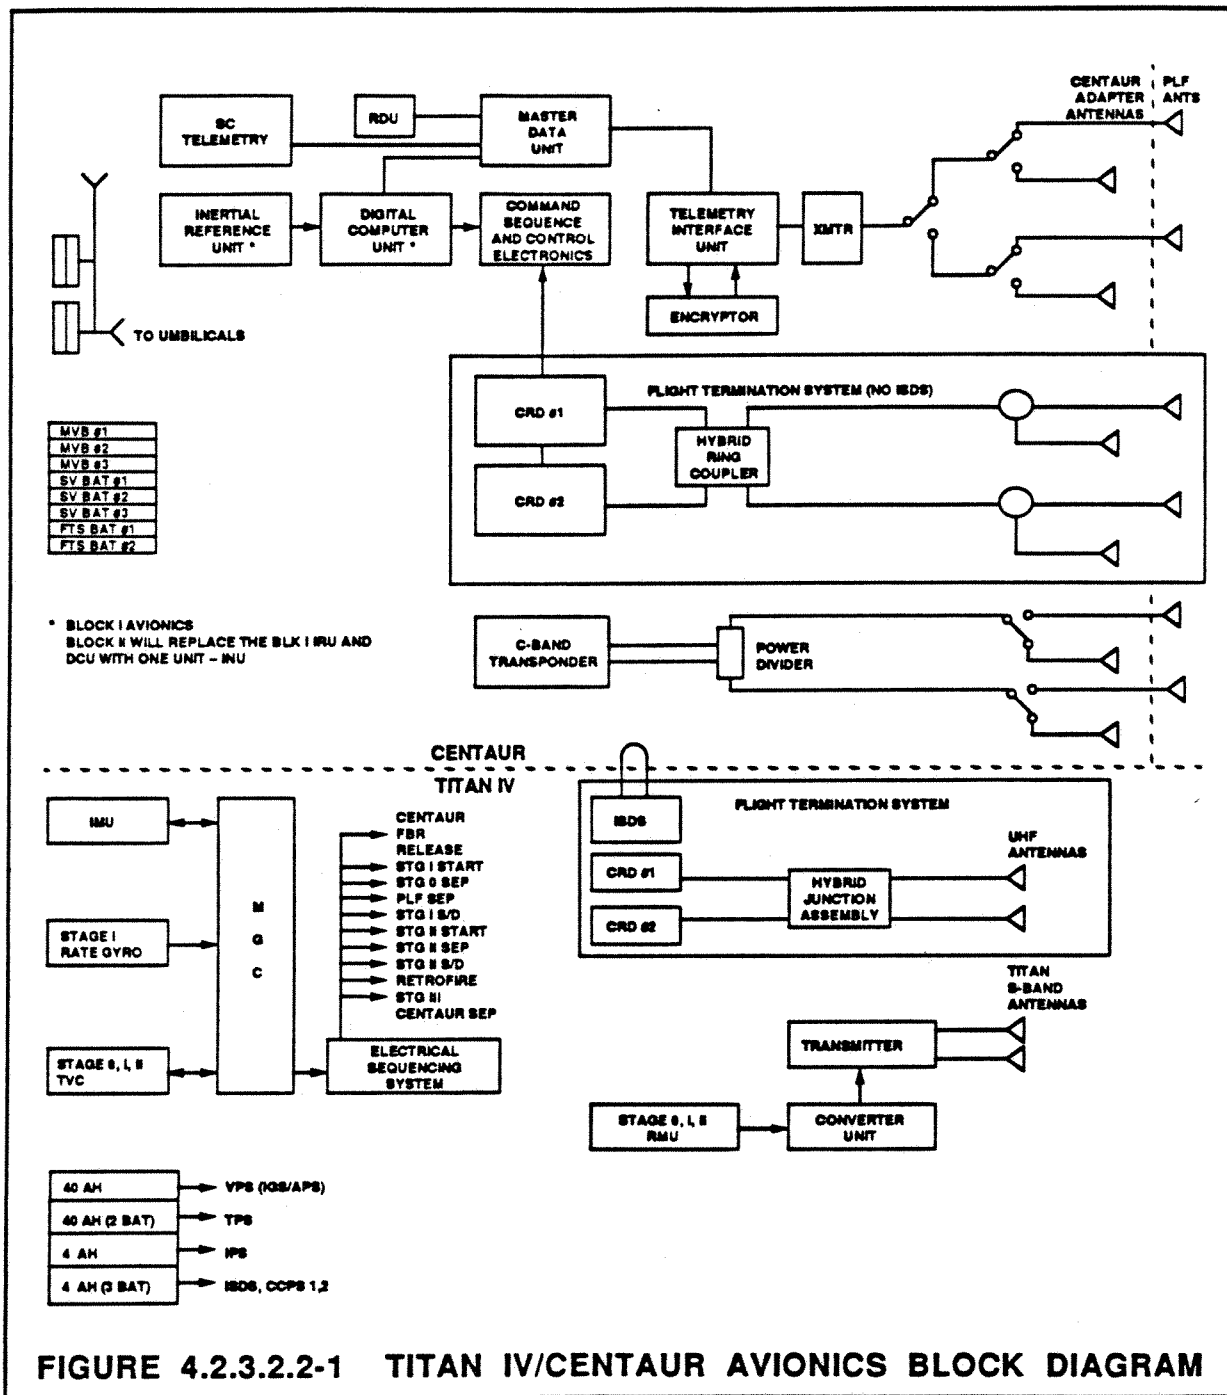 CENTAUR
ADAPTER
ANTENNAS
PLF
ANTS
SC
TELEMETRY
RDU
MASTER
DATA
UNIT
INERTIAL
REFERENCE
UNIT *
DIGITAL
COMPUTER
UNIT *
COMMAND
SEQUENCE
AND CONTROL
ELECTRONICS
TELEMETRY
INTERFACE
UNIT
XMTR
ENCRYPTOR
TO UMBILICALS
FLIGHT TERMINATION SYSTEM (NO ISDS)
CRD #1
HYBRID
RING
COUPLER
CRD #2
MVB #1
MVB #2
MVB #3
SV BAT #1
SV BAT #2
SV BAT #3
FTS BAT #1
FTS BAT #2
* BLOCK I AVIONICS
BLOCK II WILL REPLACE THE BLK I IRU AND
DCU WITH ONE UNIT – INU
C-BAND
TRANSPONDER
POWER
DIVIDER
CENTAUR
TITAN IV
IMU
STAGE I
RATE GYRO
STAGE 0, I, II
TVC
M
G
C
CENTAUR
FBR
RELEASE
STG I START
STG 0 SEP
PLF SEP
STG I S/D
STG II START
STG II SEP
STG II S/D
RETROFIRE
STG III
CENTAUR SEP
ELECTRICAL
SEQUENCING
SYSTEM
FLIGHT TERMINATION SYSTEM
ISDS
CRD #1
CRD #2
HYBRID
JUNCTION
ASSEMBLY
UHF
ANTENNAS
TITAN
S-BAND
ANTENNAS
TRANSMITTER
STAGE 0, I, II
RMU
CONVERTER
UNIT
40 AH
VPS (IGS/APS)
40 AH (2 BAT)
TPS
4 AH
IPS
4 AH (3 BAT)
ISDS, CCPS 1,2
FIGURE 4.2.3.2.2-1 TITAN IV/CENTAUR AVIONICS BLOCK DIAGRAM